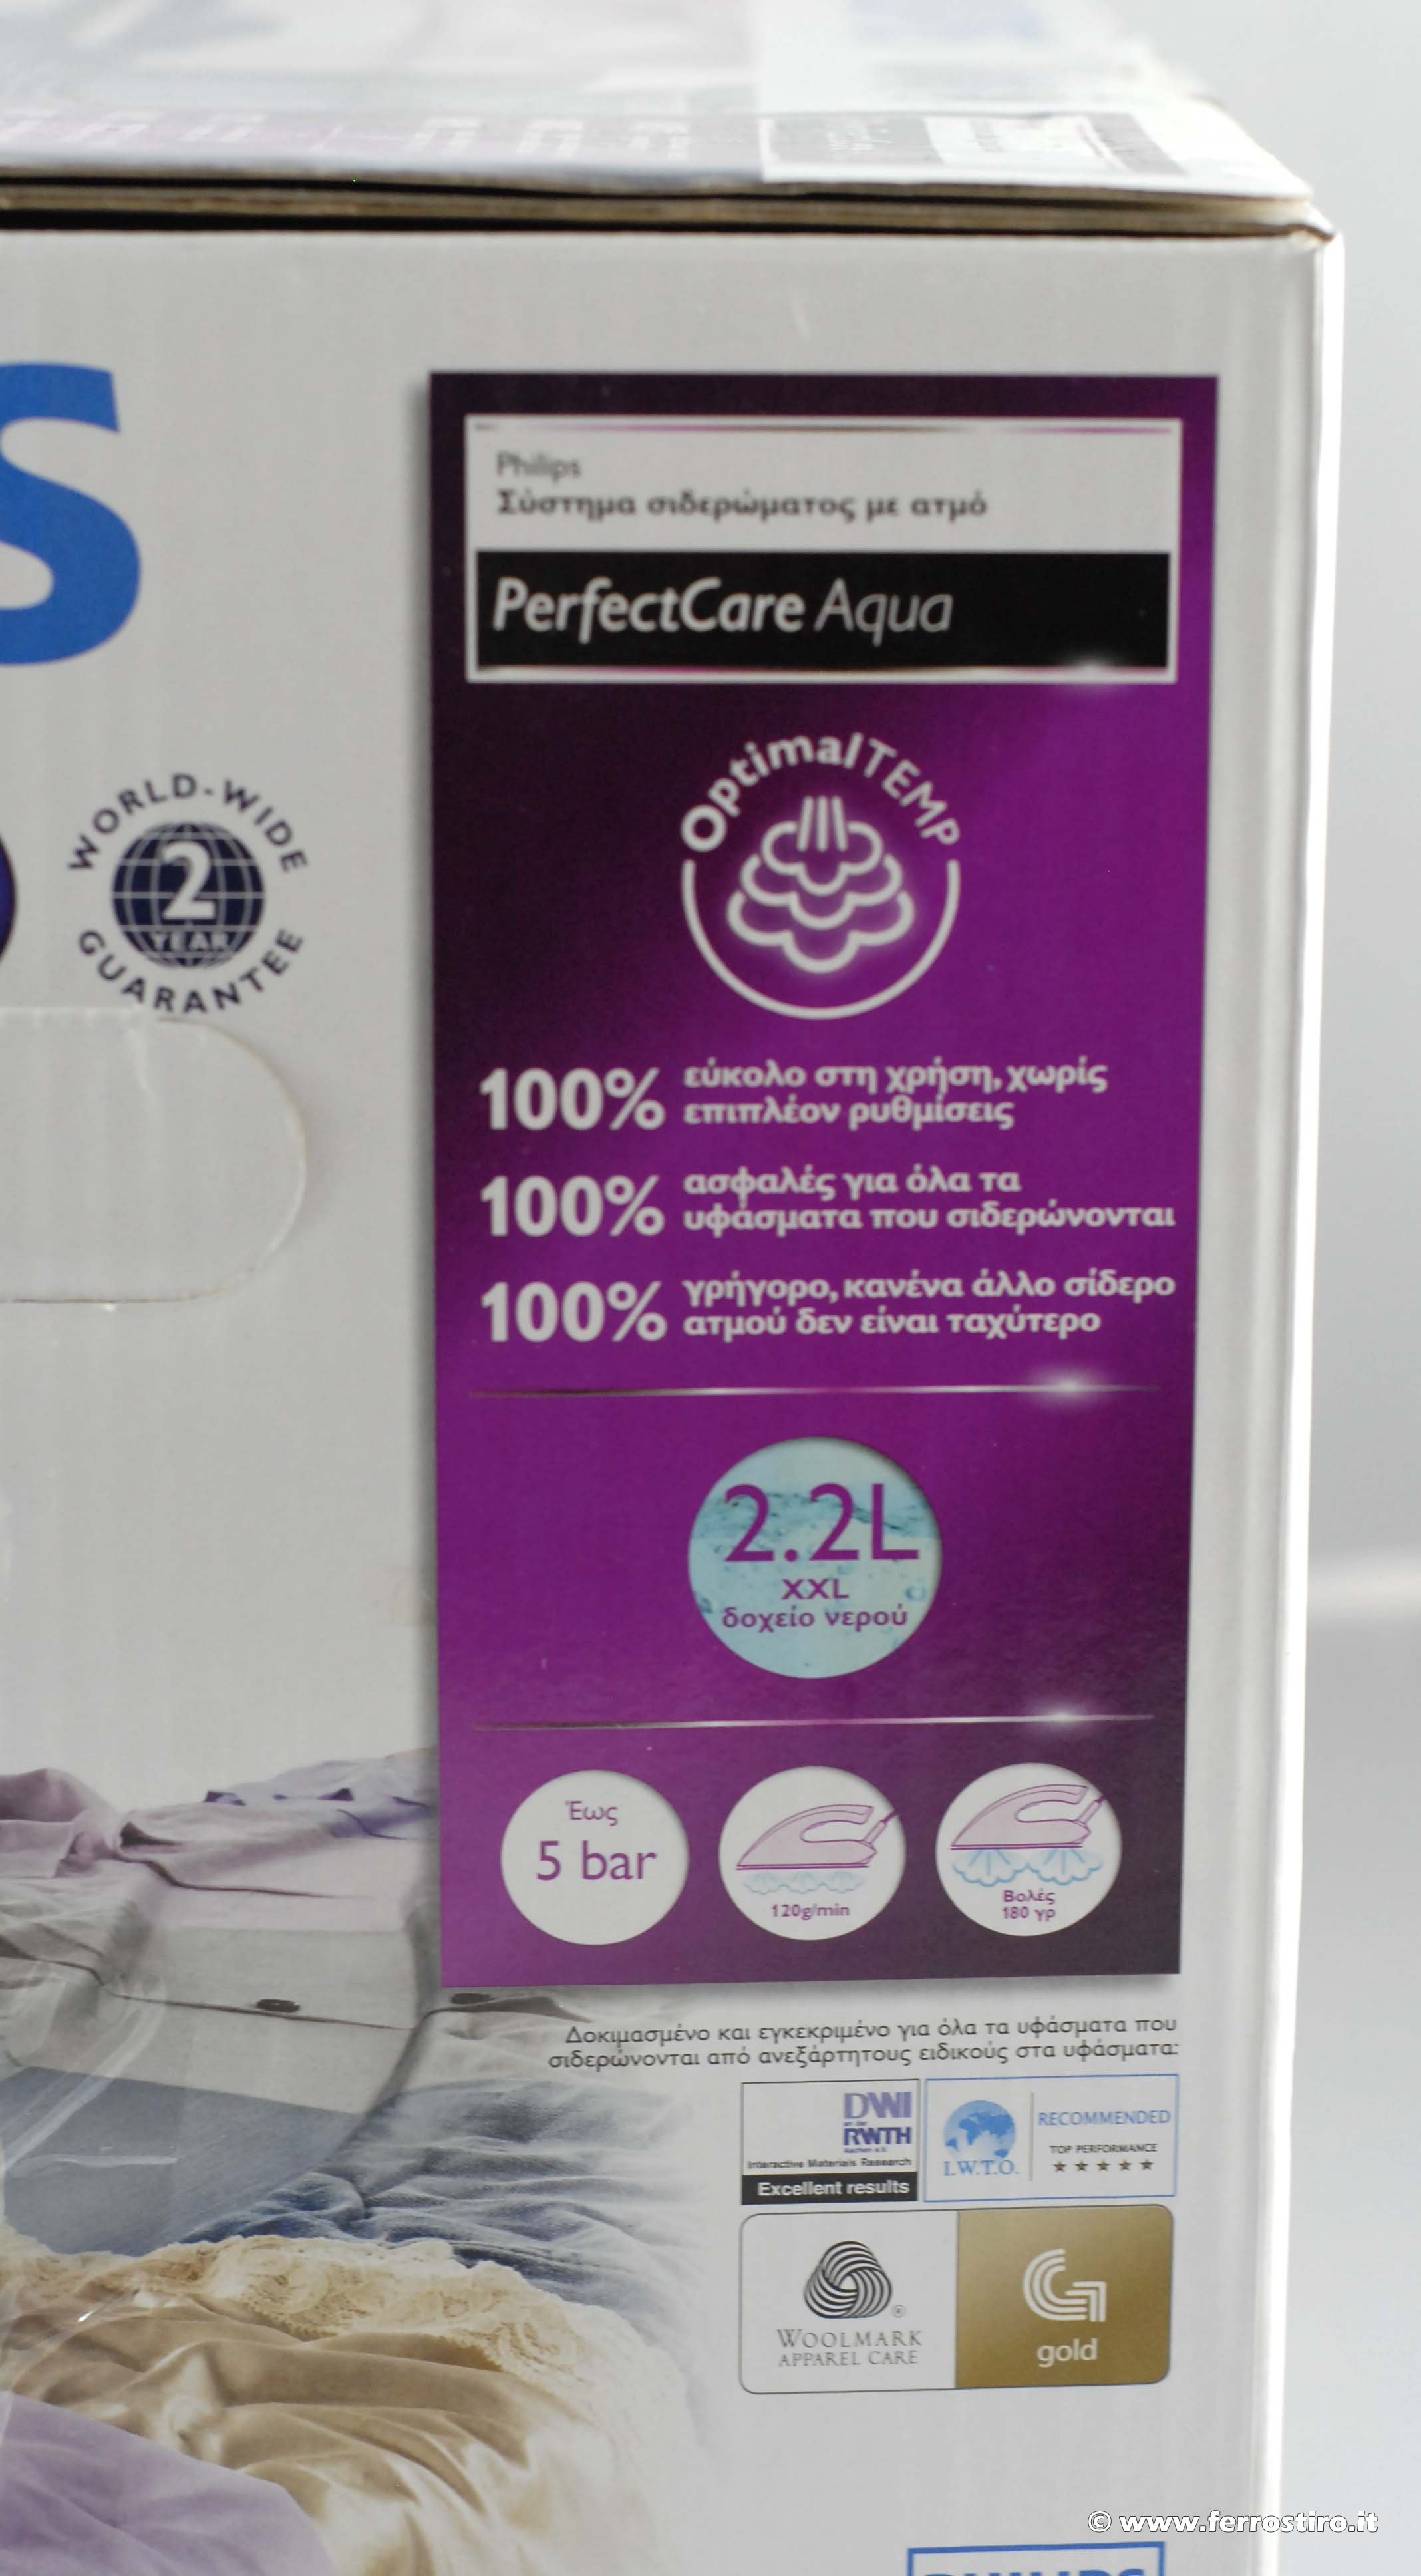 S
WORLD-WIDE
2
YEAR
GUARANTEE
Philips
Σύστημα σιδερώματος με ατμό
PerfectCare Aqua
OptimalTEMP
100% εύκολο στη χρήση, χωρίς
επιπλέον ρυθμίσεις
100% ασφαλές για όλα τα
υφάσματα που σιδερώνονται
100% γρήγορο, κανένα άλλο σίδερο
ατμού δεν είναι ταχύτερο
2.2L
XXL
δοχείο νερού
Έως
5 bar
120g/min
Βολές
180 γρ
Δοκιμασμένο και εγκεκριμένο για όλα τα υφάσματα που
σιδερώνονται από ανεξάρτητους ειδικούς στα υφάσματα:
DWI
an der
RWTH
Aachen e.V.
Interactive Materials Research
Excellent results
I.W.T.O.
RECOMMENDED
TOP PERFORMANCE
WOOLMARK
APPAREL CARE
®
gold
© www.ferrostiro.it
PHILIPS